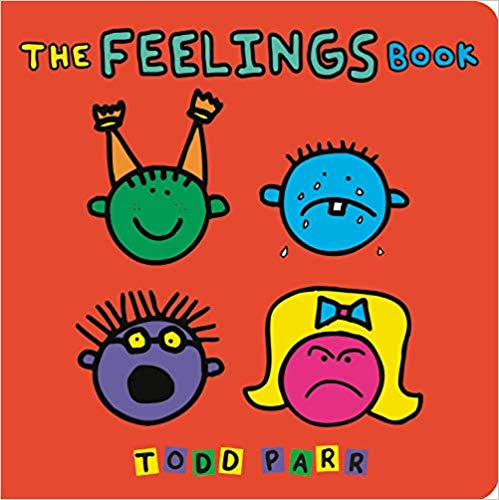 THE FEELINGS BOOK
TODD PARR